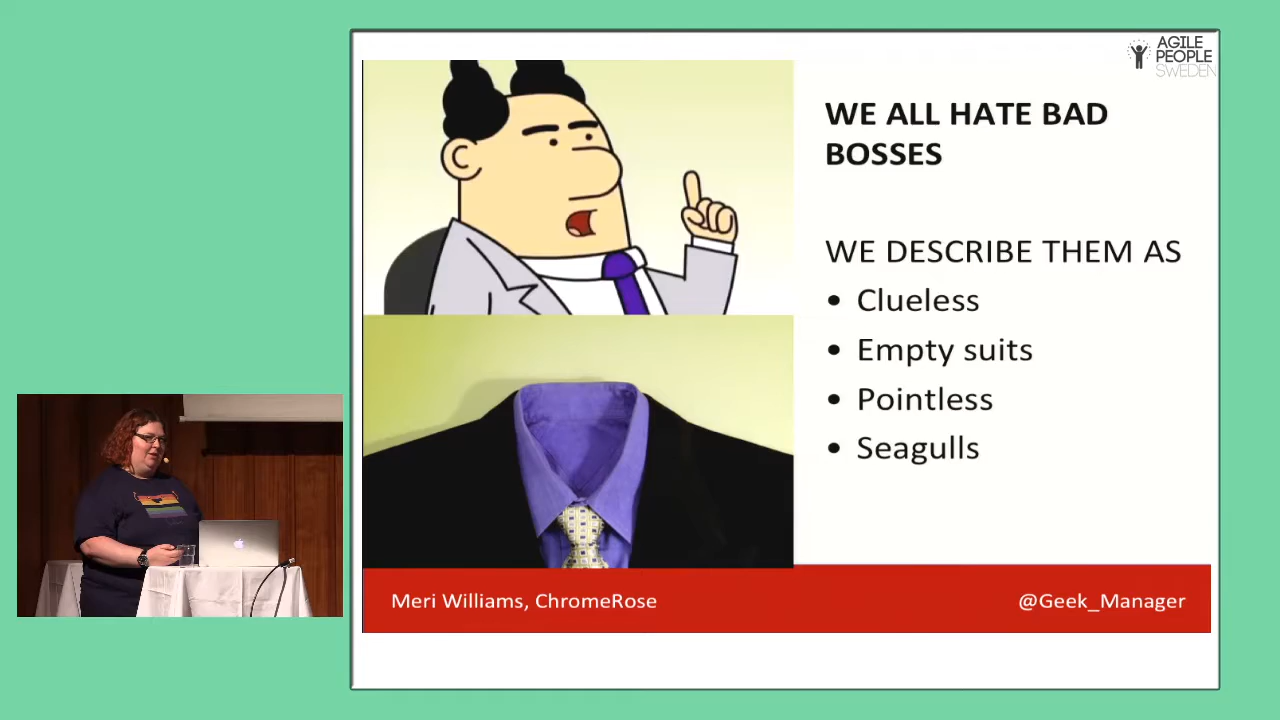 AGILE
PEOPLE
SWEDEN
WE ALL HATE BAD
BOSSES
WE DESCRIBE THEM AS
• Clueless
• Empty suits
• Pointless
• Seagulls
Meri Williams, ChromeRose
@Geek_Manager